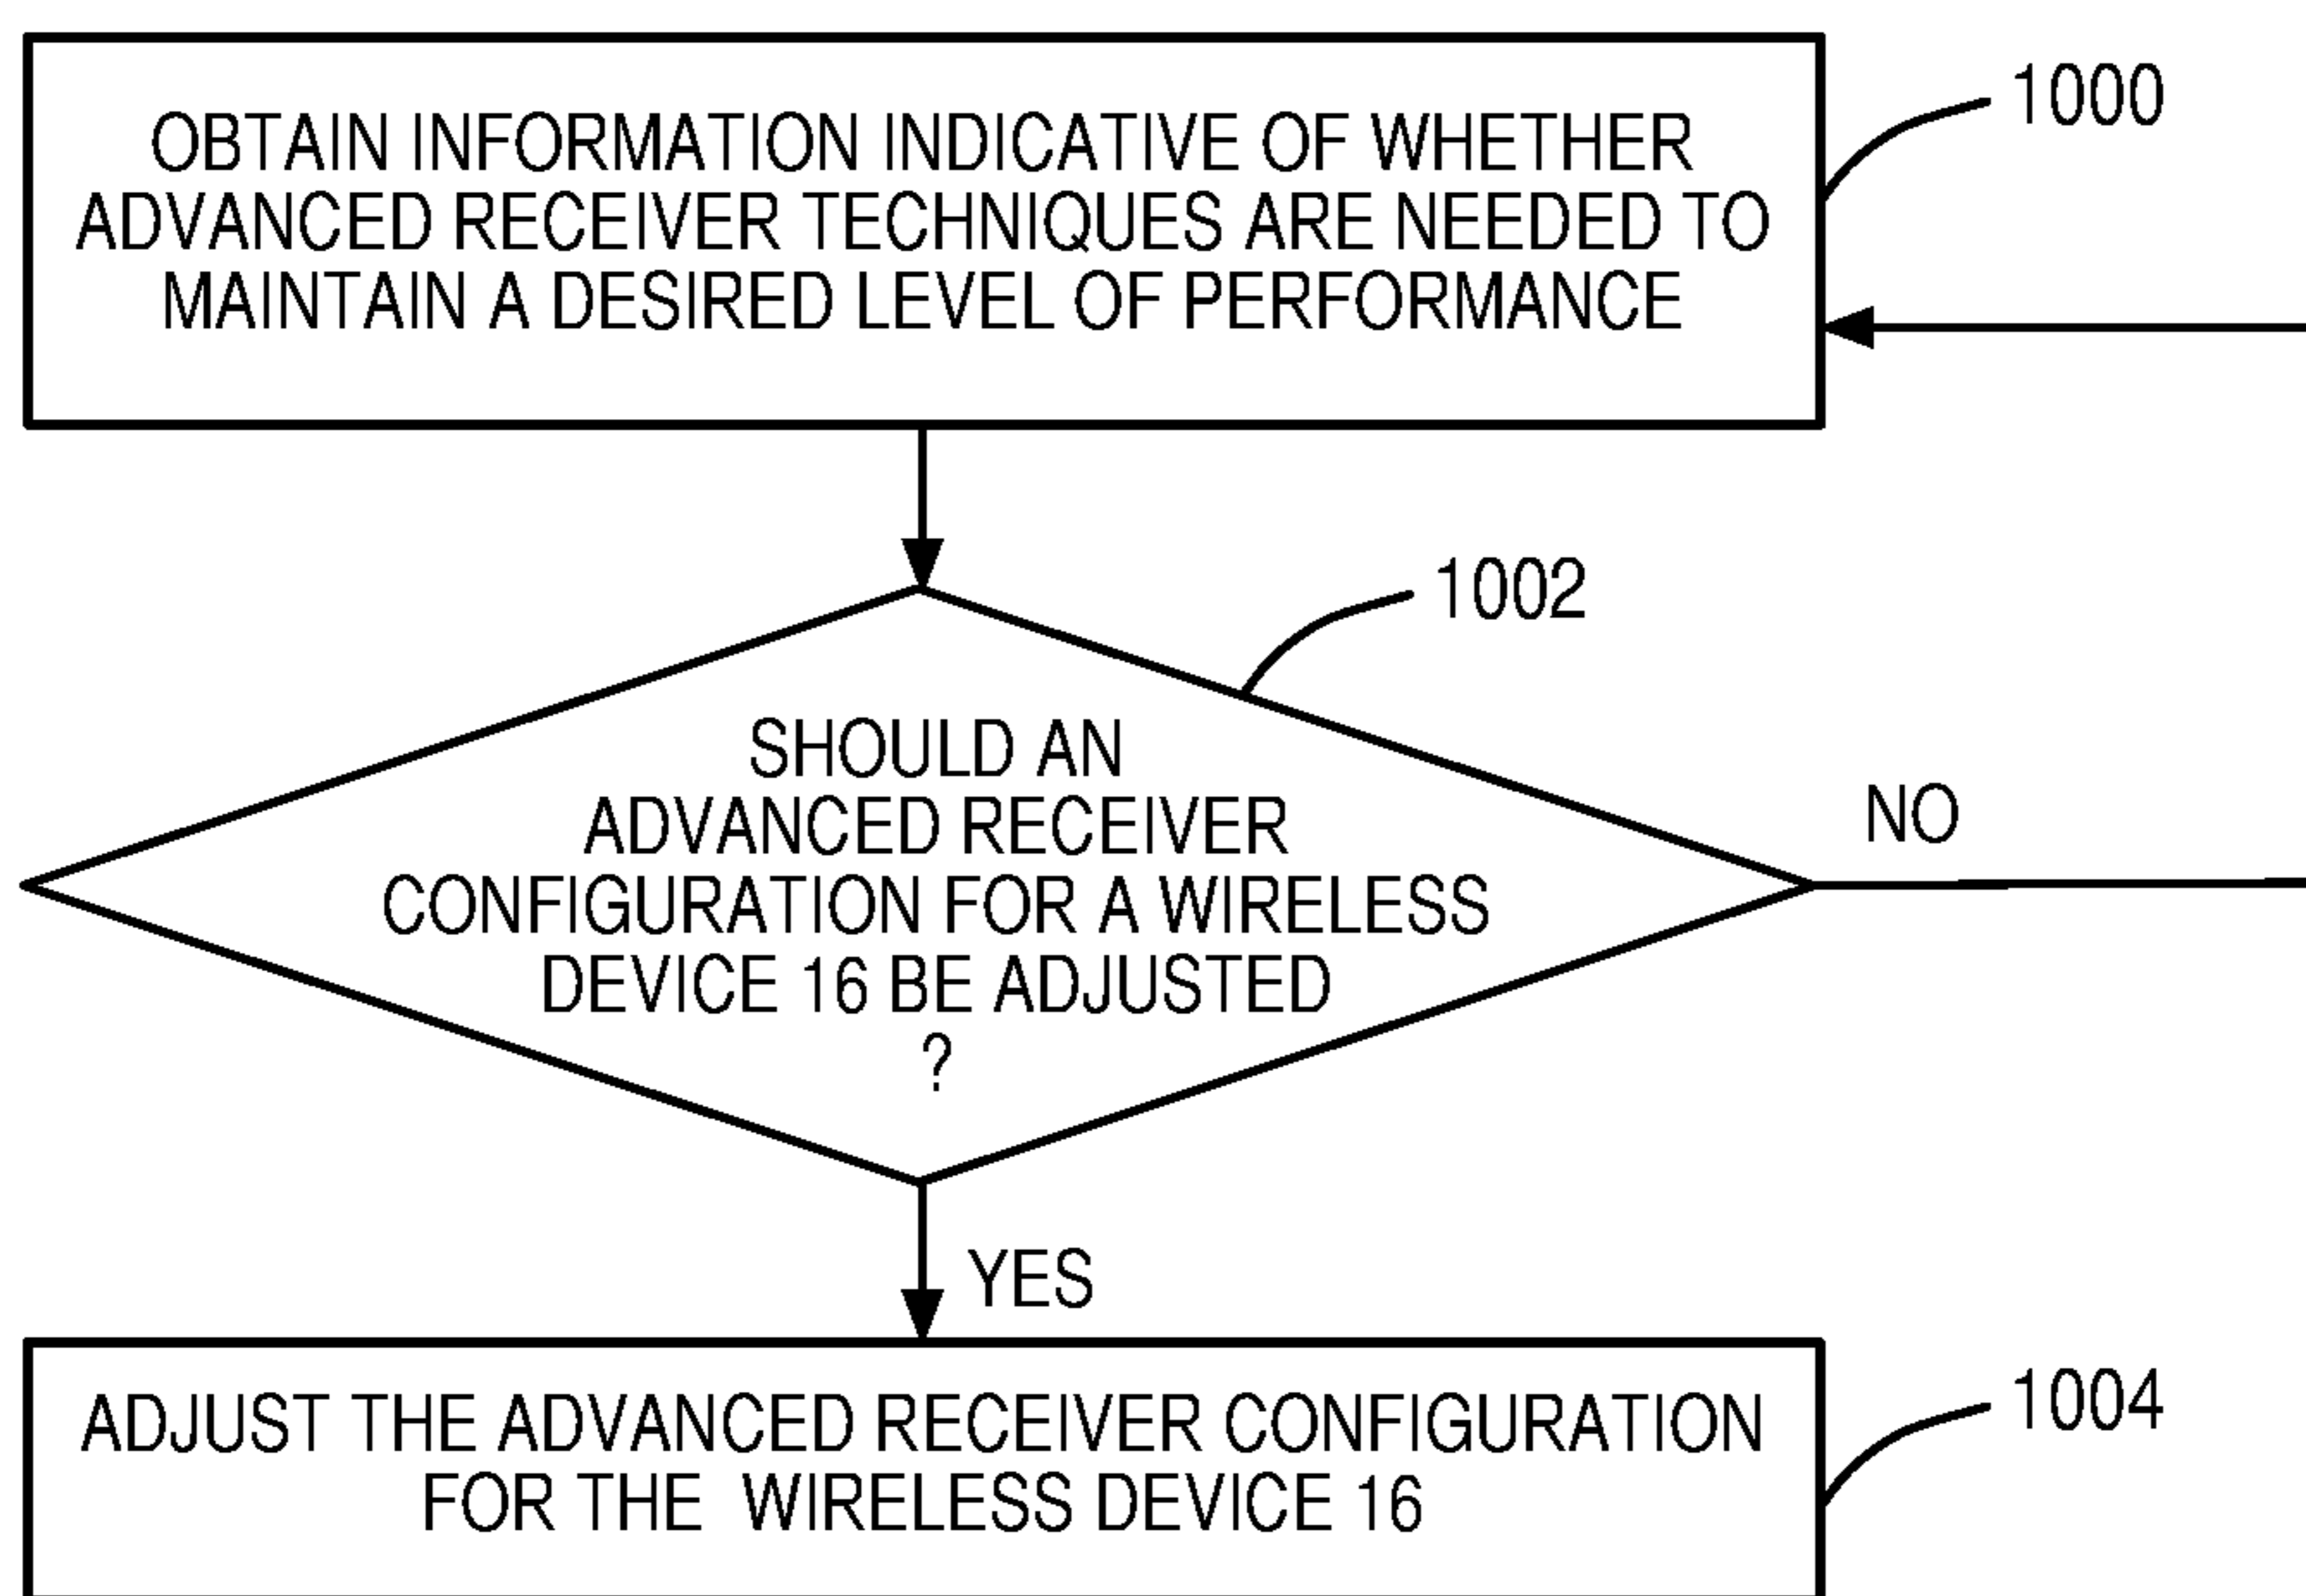 OBTAIN INFORMATION INDICATIVE OF WHETHER
ADVANCED RECEIVER TECHNIQUES ARE NEEDED TO
MAINTAIN A DESIRED LEVEL OF PERFORMANCE
1000
1002
SHOULD AN
ADVANCED RECEIVER
CONFIGURATION FOR A WIRELESS
DEVICE 16 BE ADJUSTED
?
NO
YES
ADJUST THE ADVANCED RECEIVER CONFIGURATION
FOR THE WIRELESS DEVICE 16
1004